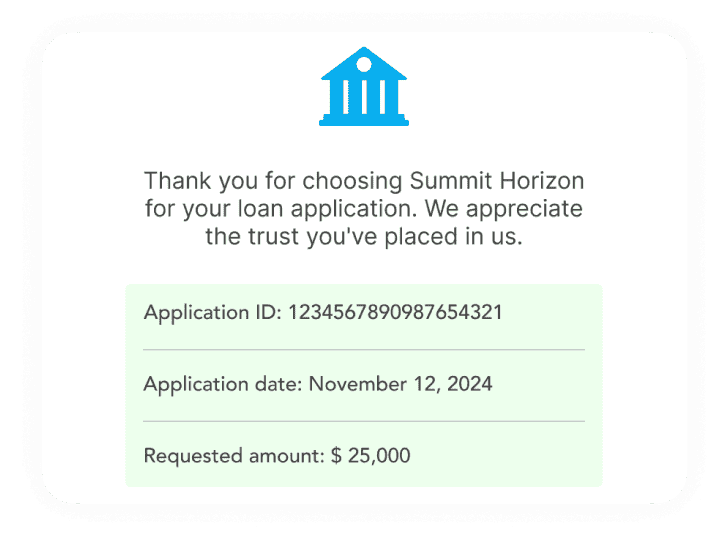 Thank you for choosing Summit Horizon
for your loan application. We appreciate
the trust you've placed in us.
Application ID: 1234567890987654321
Application date: November 12, 2024
Requested amount: $ 25,000